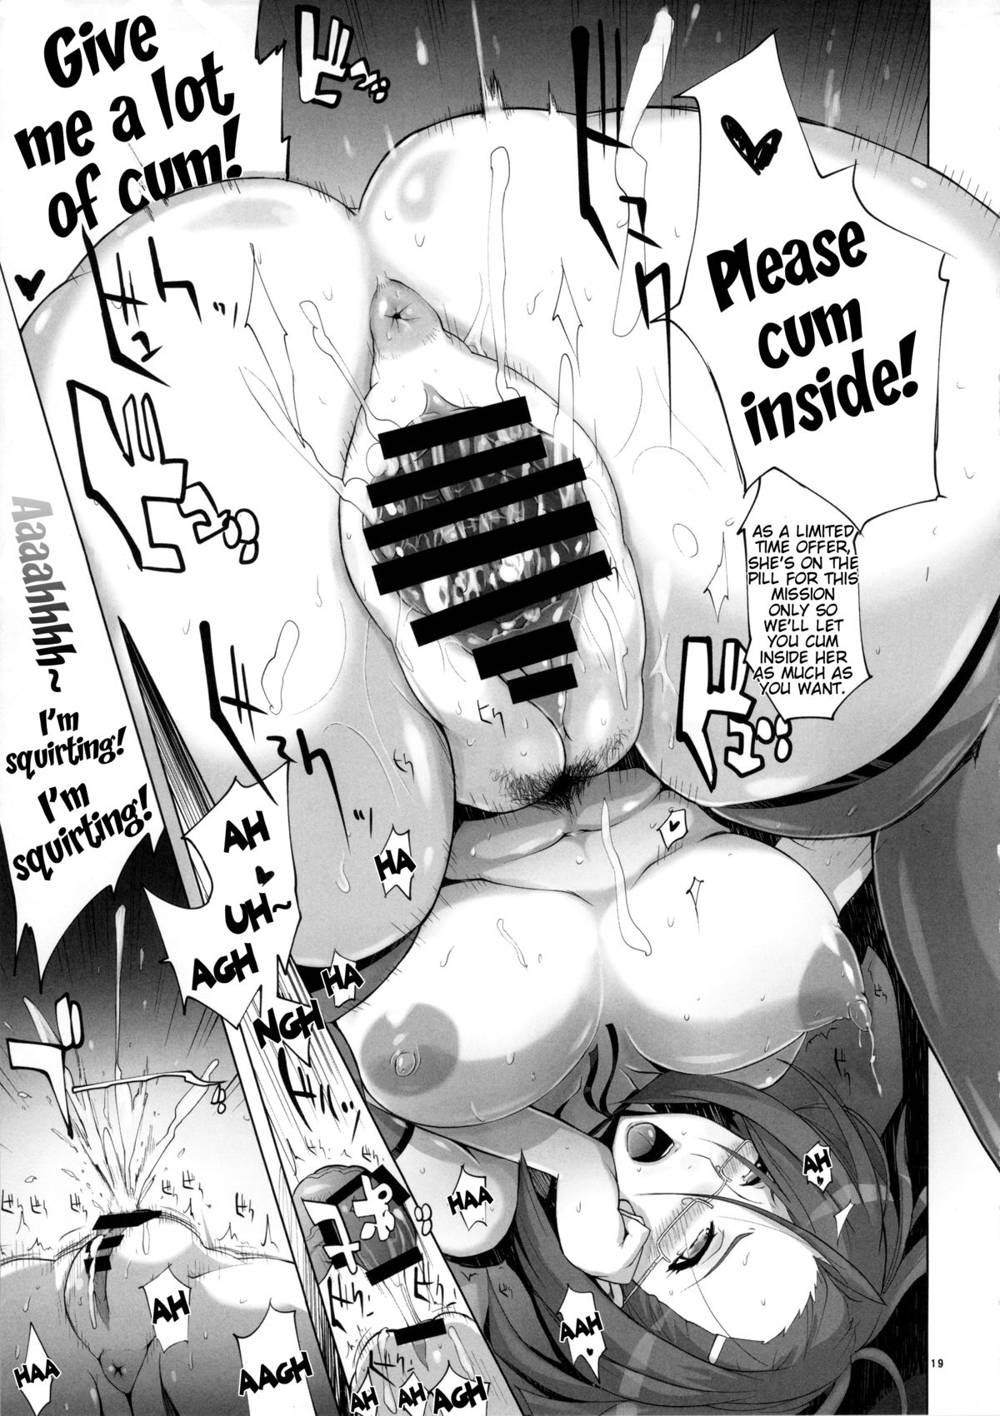 Please
cum
inside!
AS A LIMITED
TIME OFFER,
SHE'S ON THE
PILL FOR THIS
MISSION
ONLY SO
WE'LL LET
YOU CUM
INSIDE HER
AS MUCH AS
YOU WANT.
Give
me a lot
of cum!
Aaaahhhh~
I'm
squirting!
I'm
squirting!
AH
UH~
AGH
HA
HA
NGH
HAA
AH
AAH
HAA
AH
AAGH
AH
AH
AGH
19